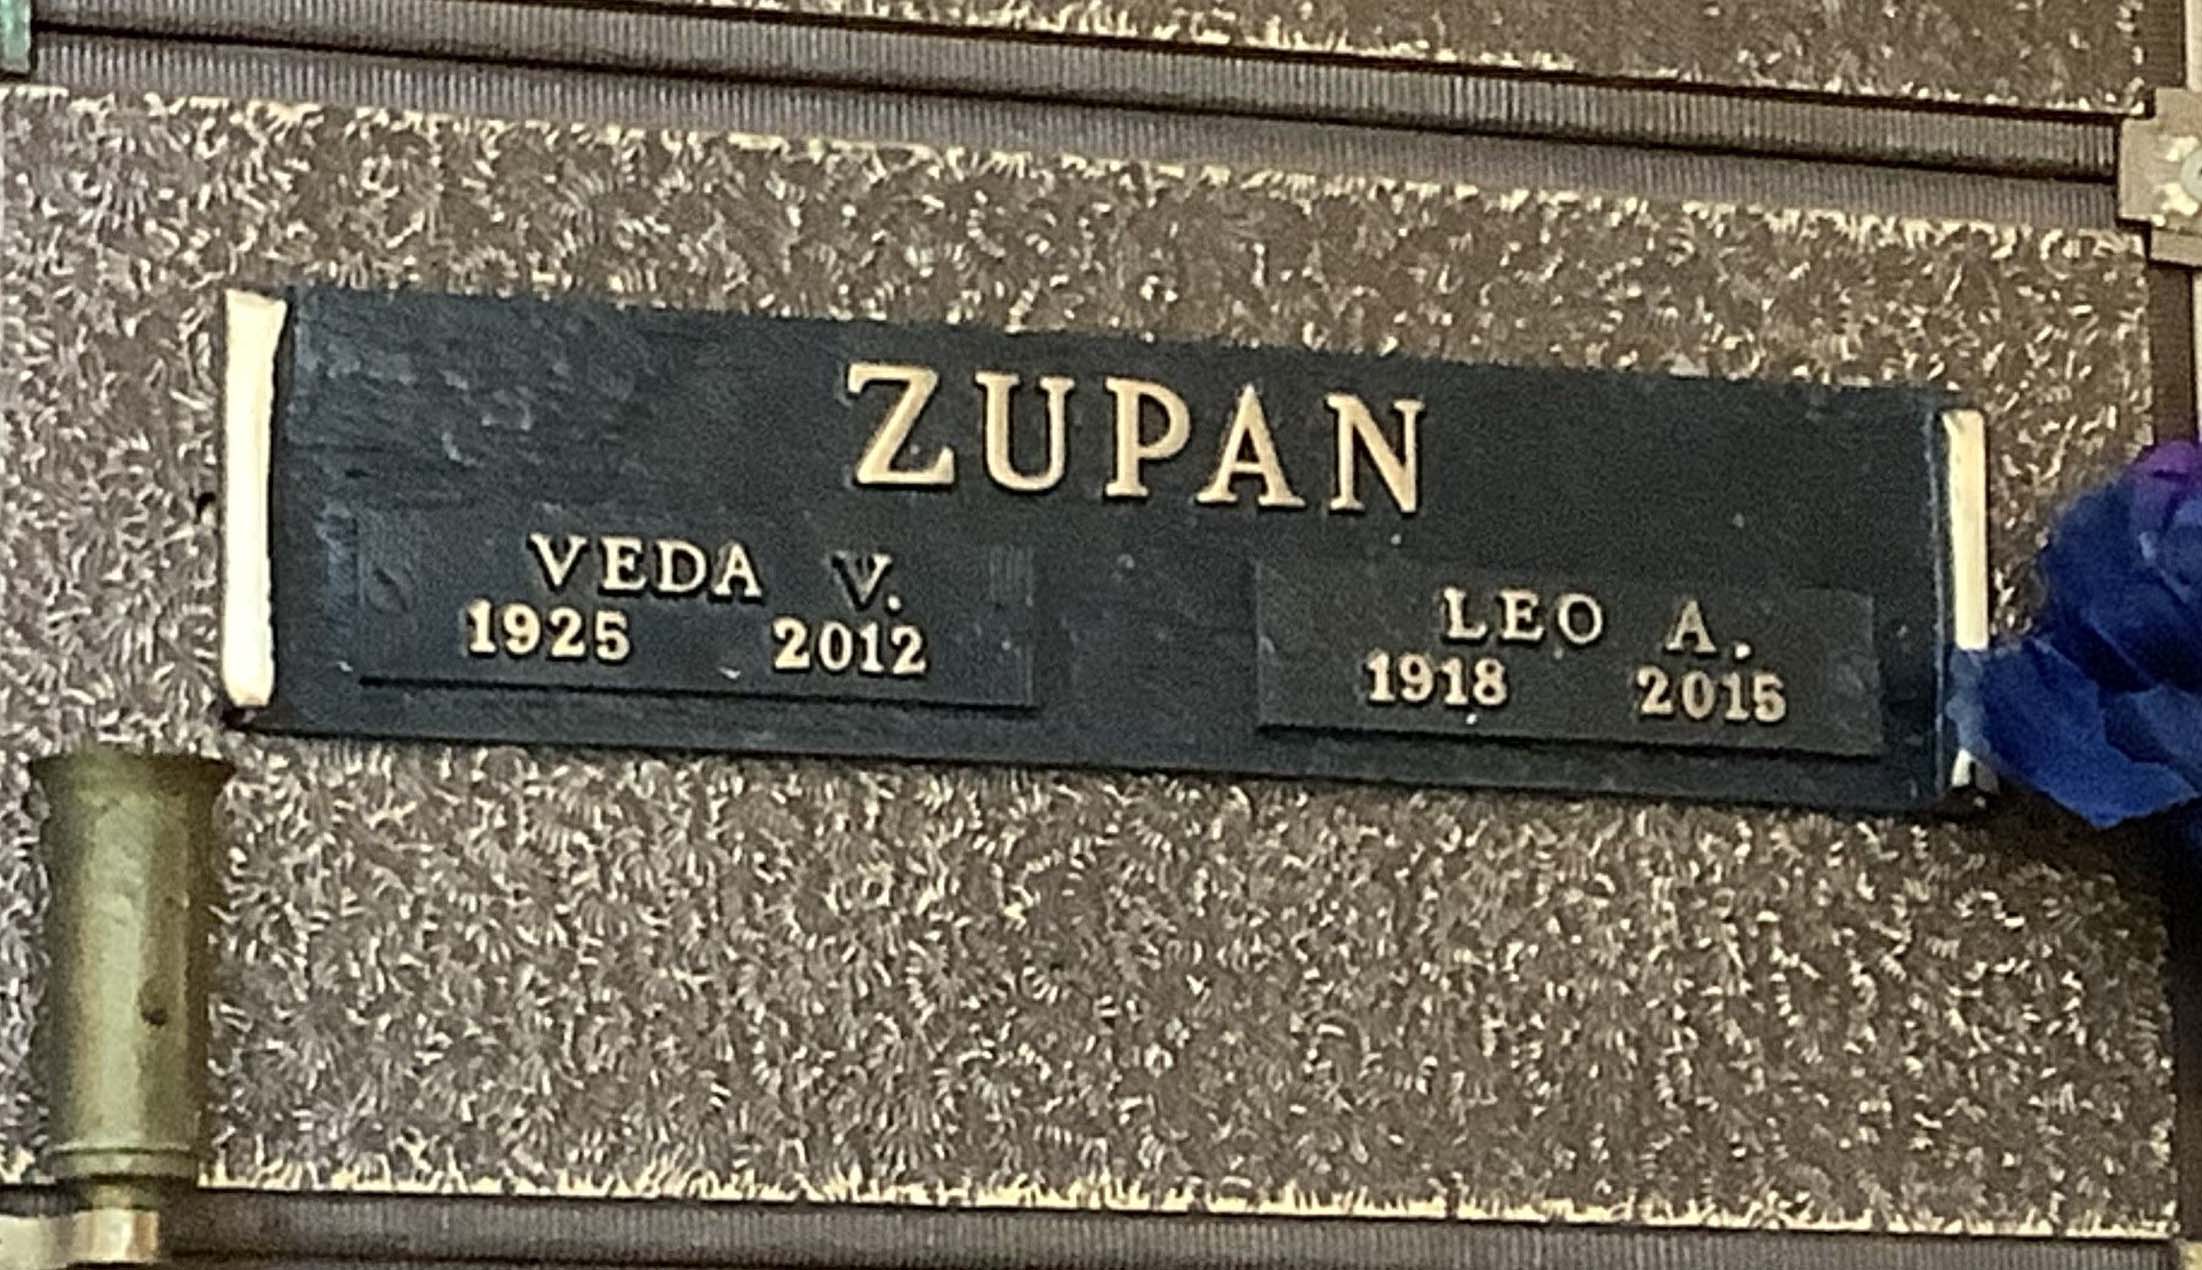 ZUPAN
VEDA V.
1925 2012
LEO A.
1918 2015